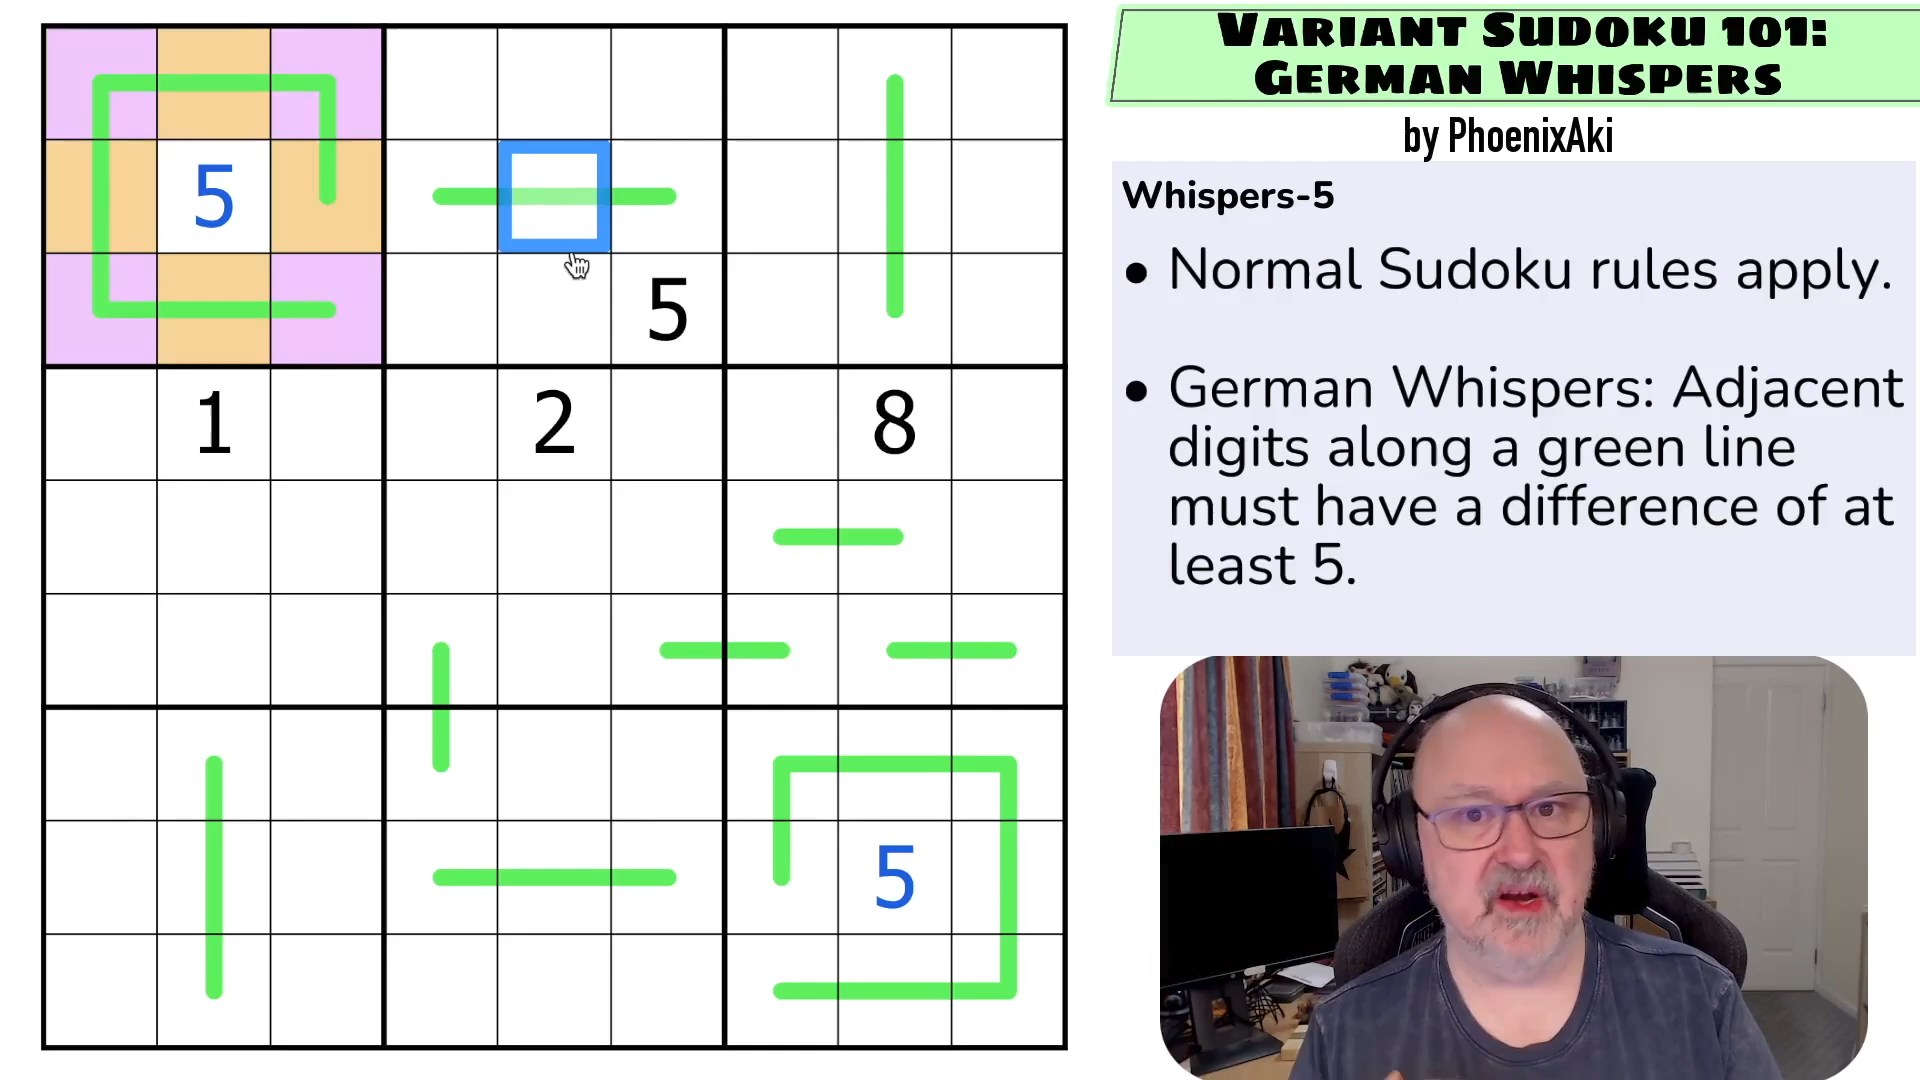 VARIANT SUDOKU 101:
GERMAN WHISPERS
by PhoenixAki
Whispers-5
• Normal Sudoku rules apply.
• German Whispers: Adjacent
digits along a green line
must have a difference of at
least 5.
5
5
1 2 8
5